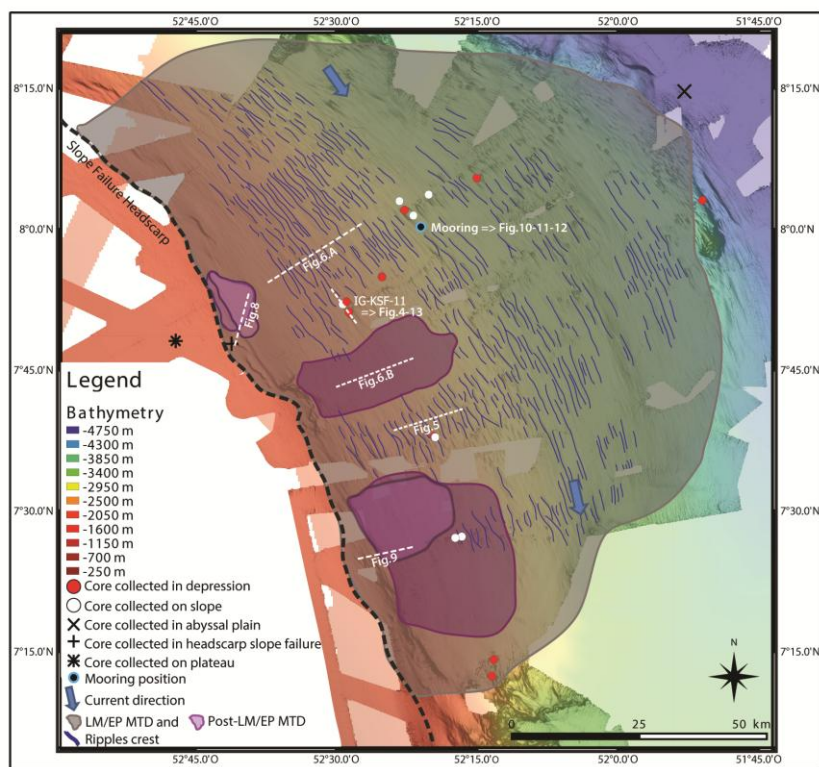 52°45.0'W 52°30.0'W 52°15.0'W 52°0.0'W 51°45.0'W
8°15.0'N 8°15.0'N
Slope Failure Headscarp
8°0.0'N 8°0.0'N
Mooring => Fig.10-11-12
Fig.6.A
IG-KSF-11
=> Fig.4-13
Fig.8
7°45.0'N 7°45.0'N
Fig.6.B
Fig.5
7°30.0'N 7°30.0'N
Fig.9
7°15.0'N 7°15.0'N
Legend
Bathymetry
-4750 m
-4300 m
-3850 m
-3400 m
-2950 m
-2500 m
-2050 m
-1600 m
-1150 m
-700 m
-250 m
Core collected in depression
Core collected on slope
Core collected in abyssal plain
Core collected in headscarp slope failure
Core collected on plateau
Mooring position
Current direction
LM/EP MTD and Post-LM/EP MTD
Ripples crest
N
0 25 50 km
52°45.0'W 52°30.0'W 52°15.0'W 52°0.0'W 51°45.0'W